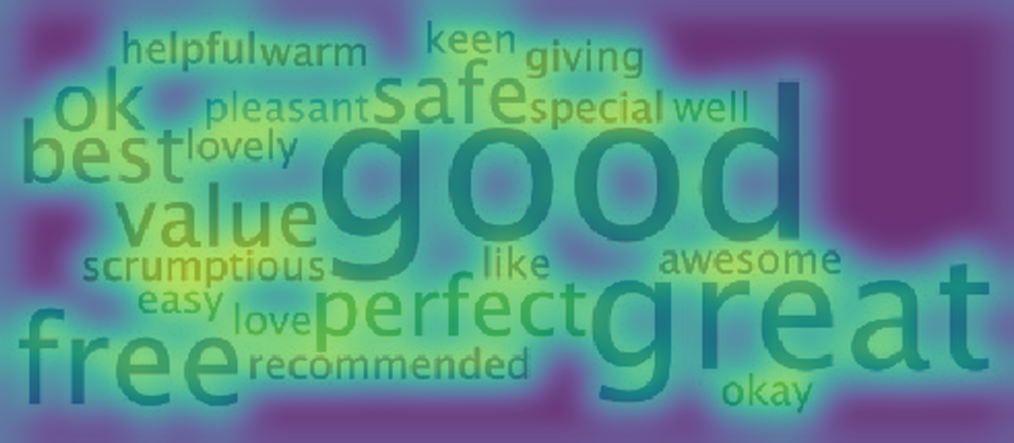 helpful warm keen giving
ok pleasant safe special well
best lovely good
value
scrumptious like awesome
easy love perfect great
free recommended
okay